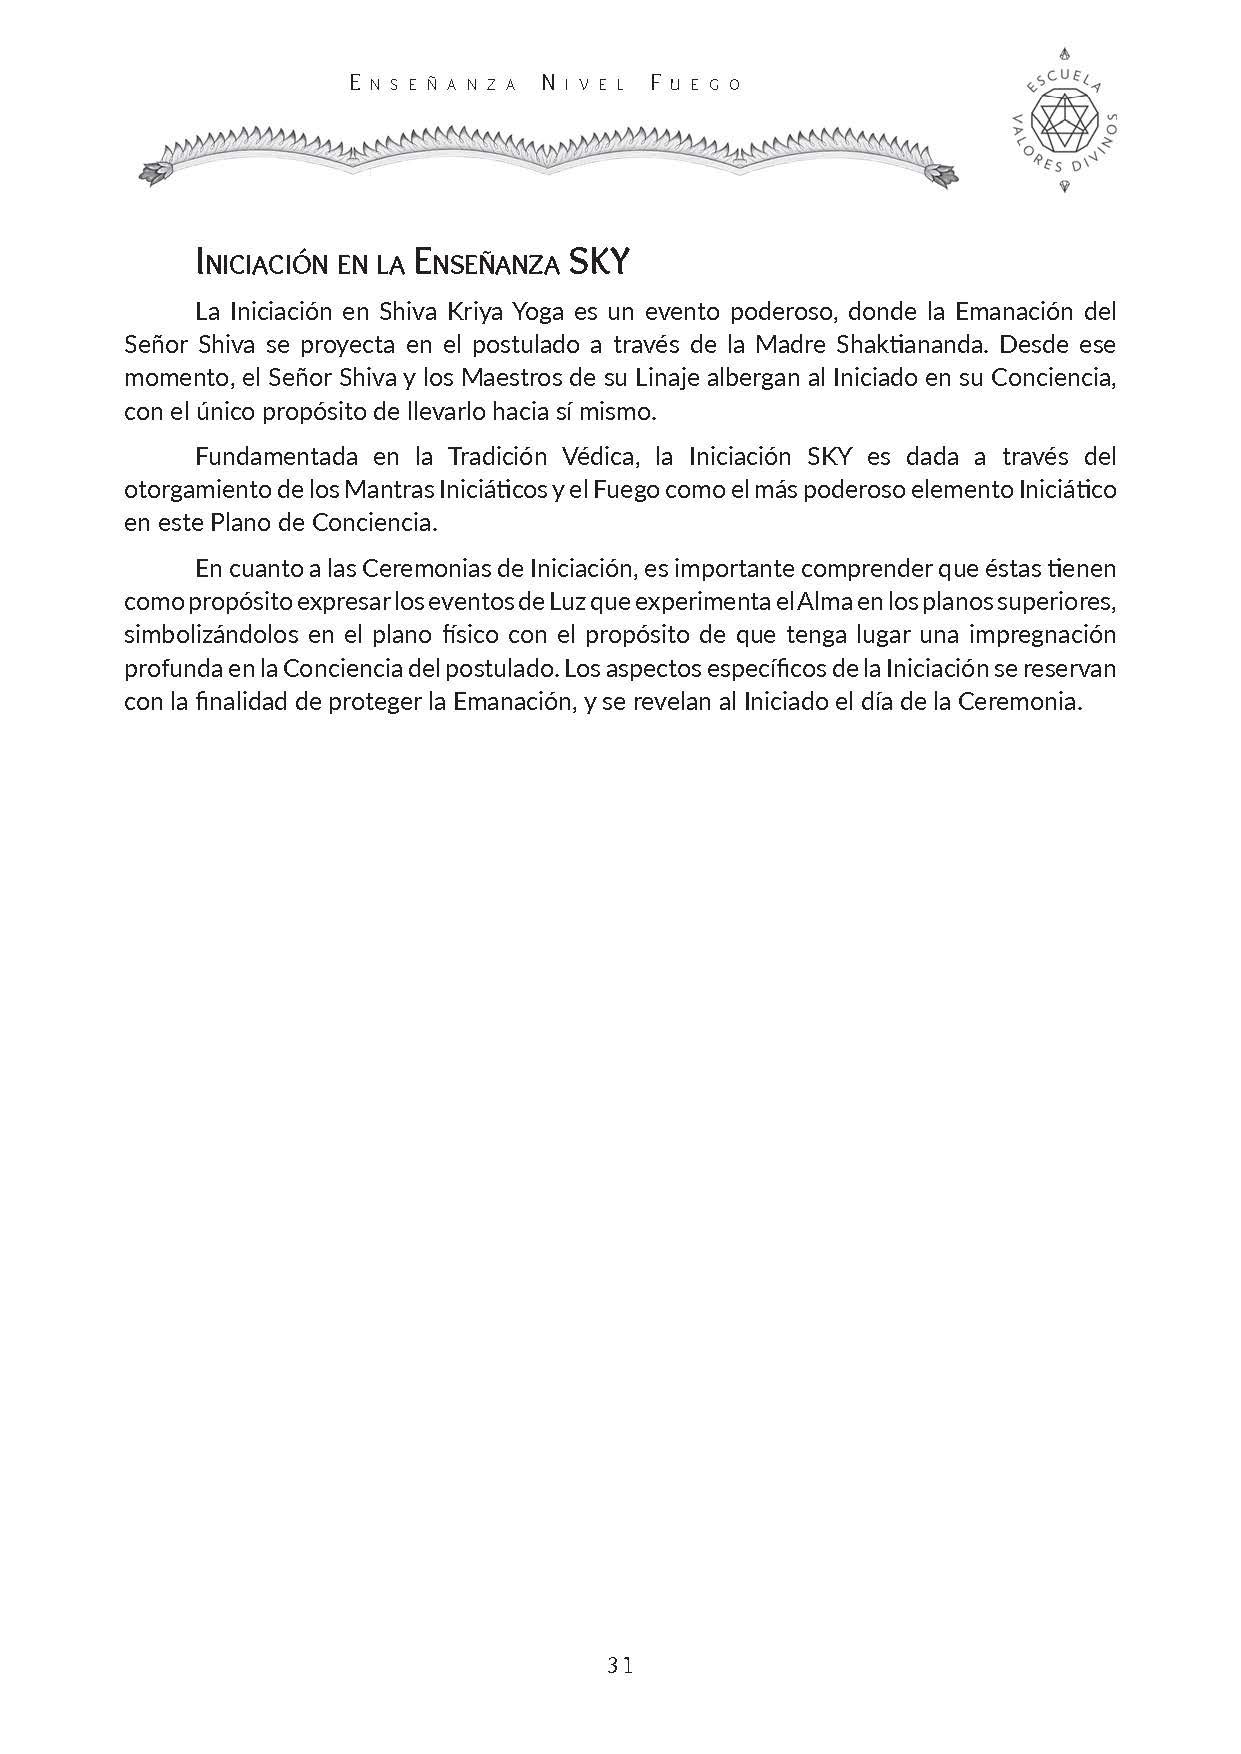 Enseñanza Nivel Fuego
ESCUELA
VALORES DIVINOS
Iniciación en la Enseñanza SKY
La Iniciación en Shiva Kriya Yoga es un evento poderoso, donde la Emanación del
Señor Shiva se proyecta en el postulado a través de la Madre Shaktiananda. Desde ese
momento, el Señor Shiva y los Maestros de su Linaje albergan al Iniciado en su Conciencia,
con el único propósito de llevarlo hacia sí mismo.
Fundamentada en la Tradición Védica, la Iniciación SKY es dada a través del
otorgamiento de los Mantras Iniciáticos y el Fuego como el más poderoso elemento Iniciático
en este Plano de Conciencia.
En cuanto a las Ceremonias de Iniciación, es importante comprender que éstas tienen
como propósito expresar los eventos de Luz que experimenta el Alma en los planos superiores,
simbolizándolos en el plano físico con el propósito de que tenga lugar una impregnación
profunda en la Conciencia del postulado. Los aspectos específicos de la Iniciación se reservan
con la finalidad de proteger la Emanación, y se revelan al Iniciado el día de la Ceremonia.
31